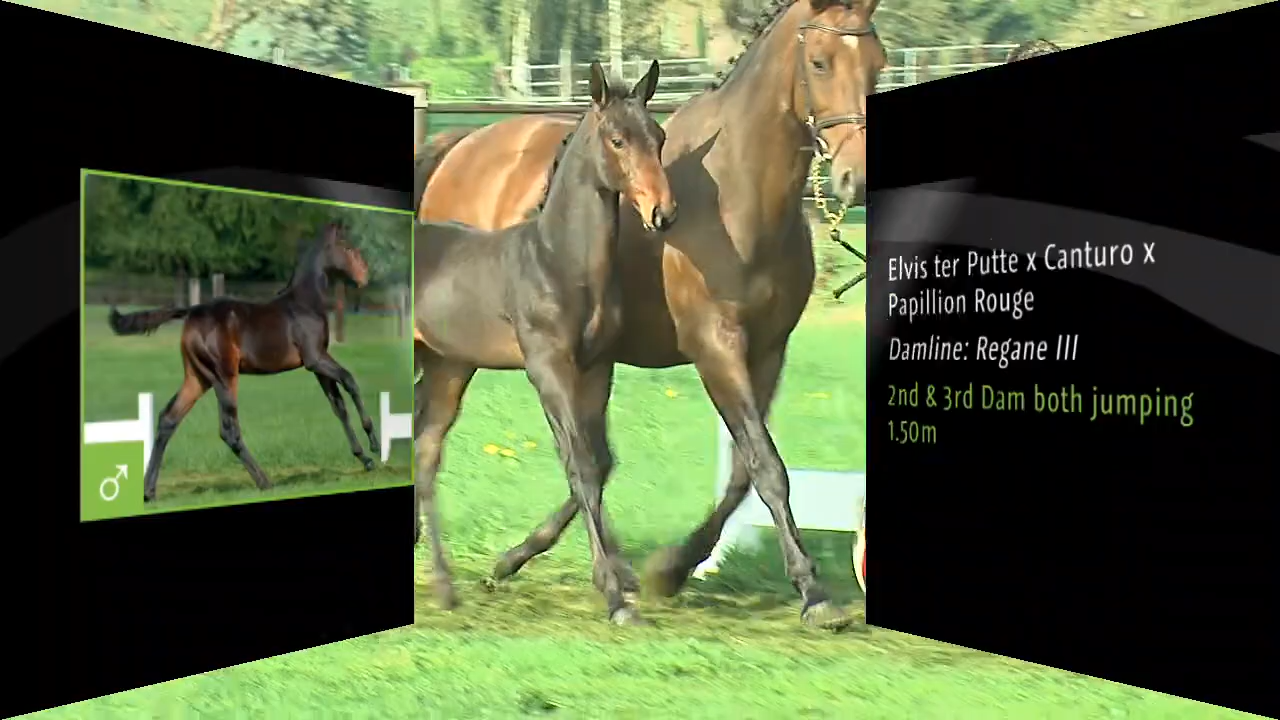 Elvis ter Putte x Canturo x
Papillion Rouge
Damline: Regane III
2nd & 3rd Dam both jumping
1.50m